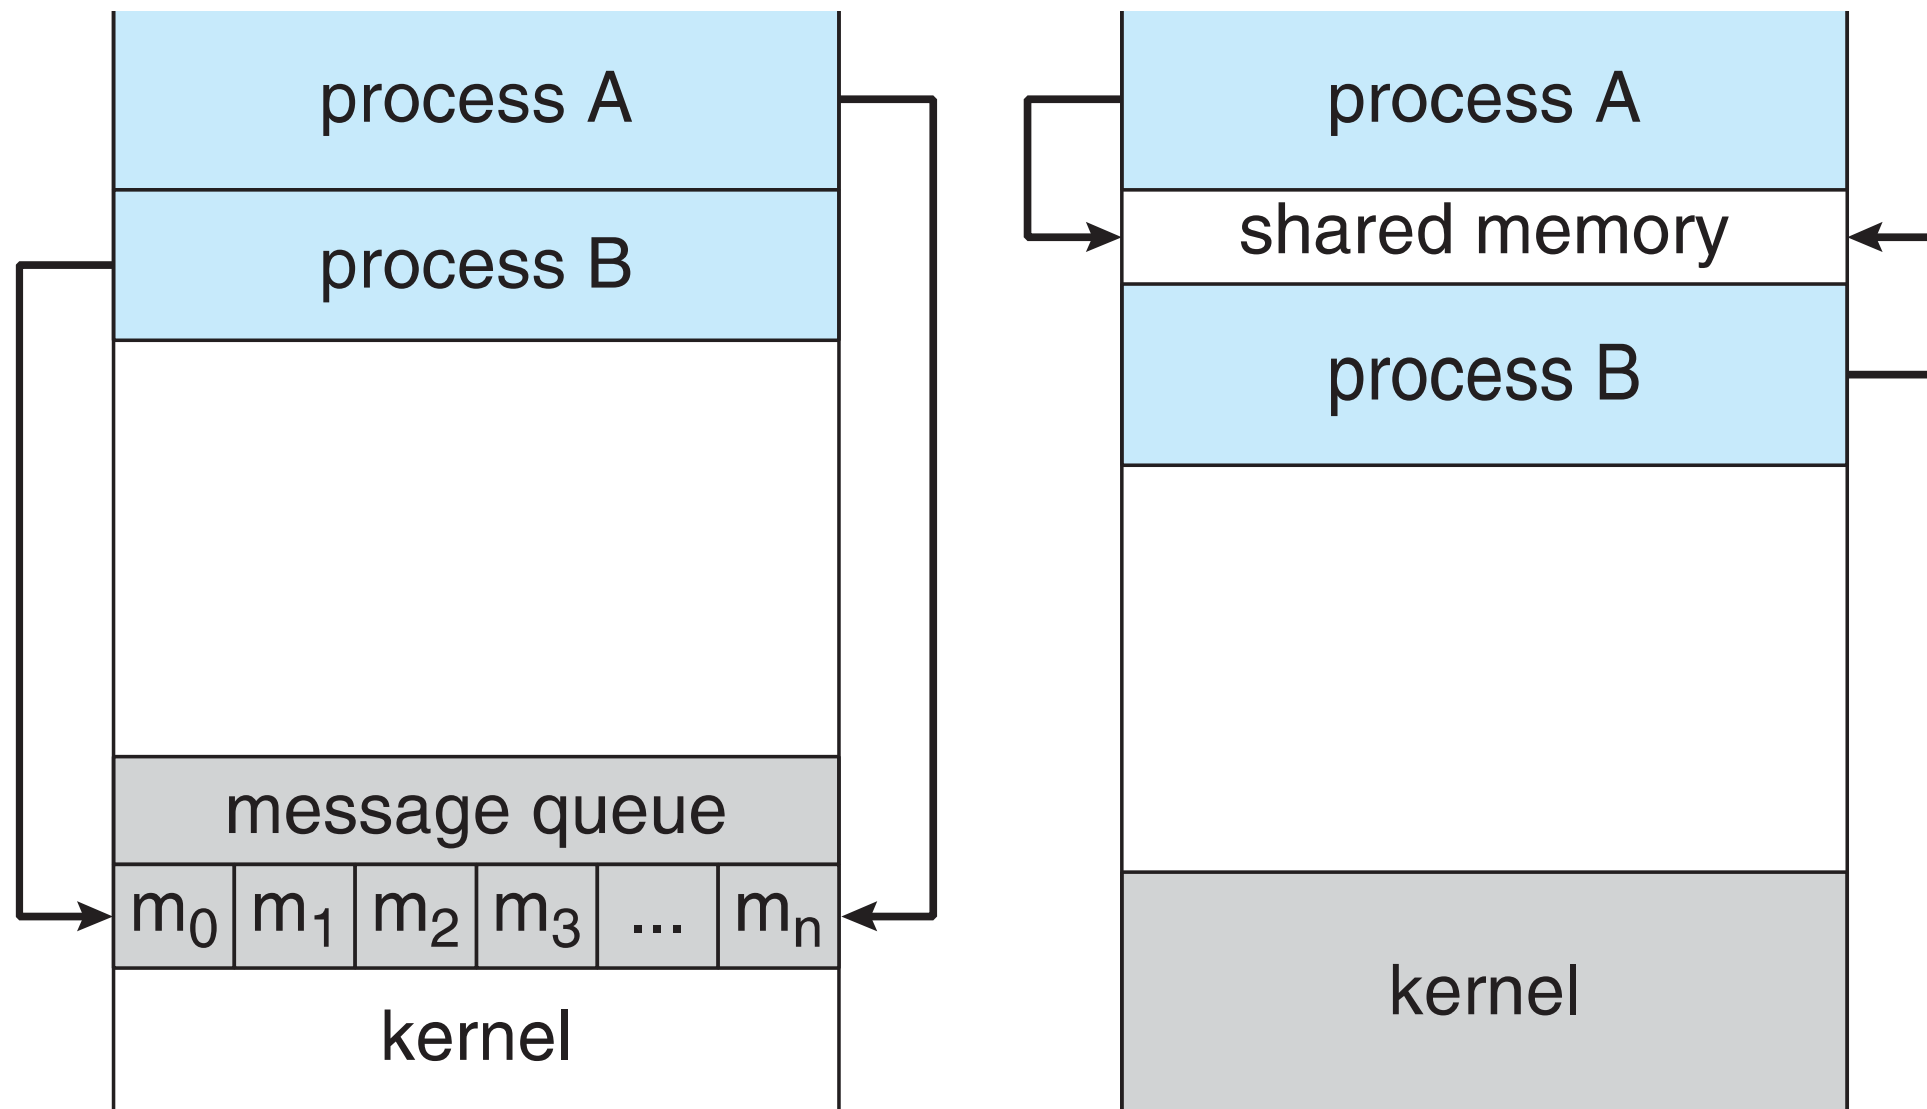 process A
process B
message queue
m0 m1 m2 m3 ... mn
kernel
process A
shared memory
process B
kernel